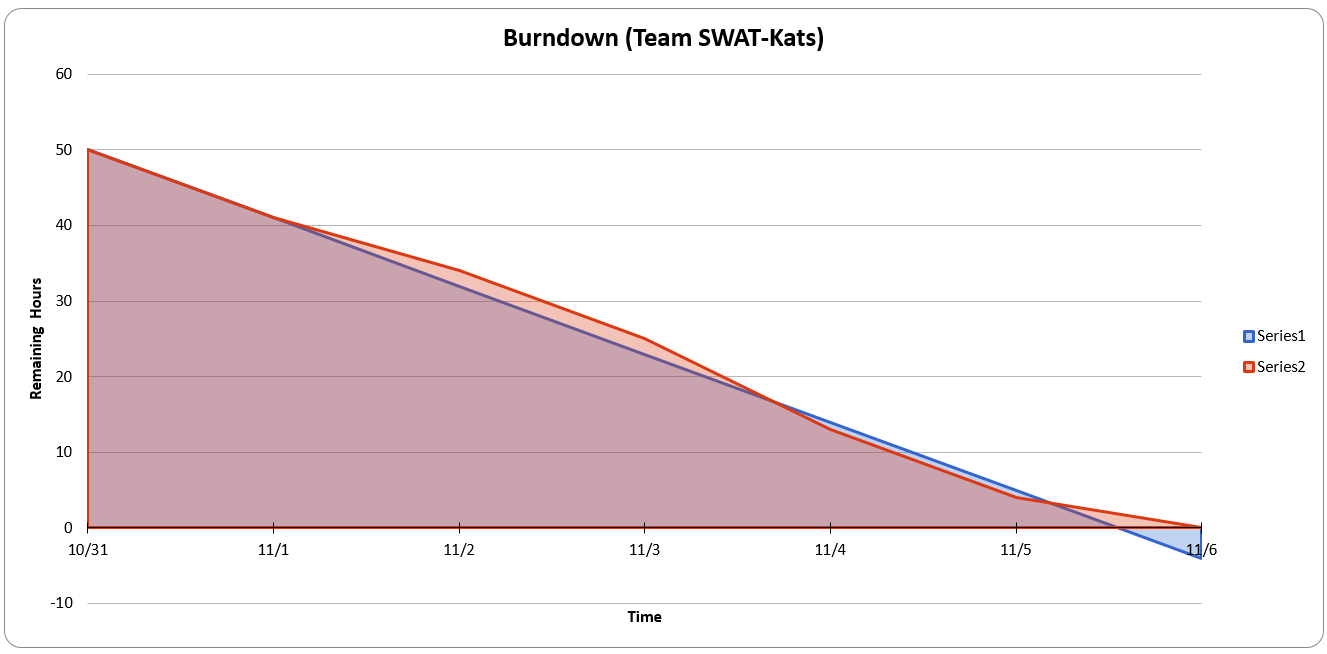 Burndown (Team SWAT-Kats)
60
50
40
30
20
10
0
-10
Remaining Hours
10/31 11/1 11/2 11/3 11/4 11/5 11/6
Time
Series1
Series2